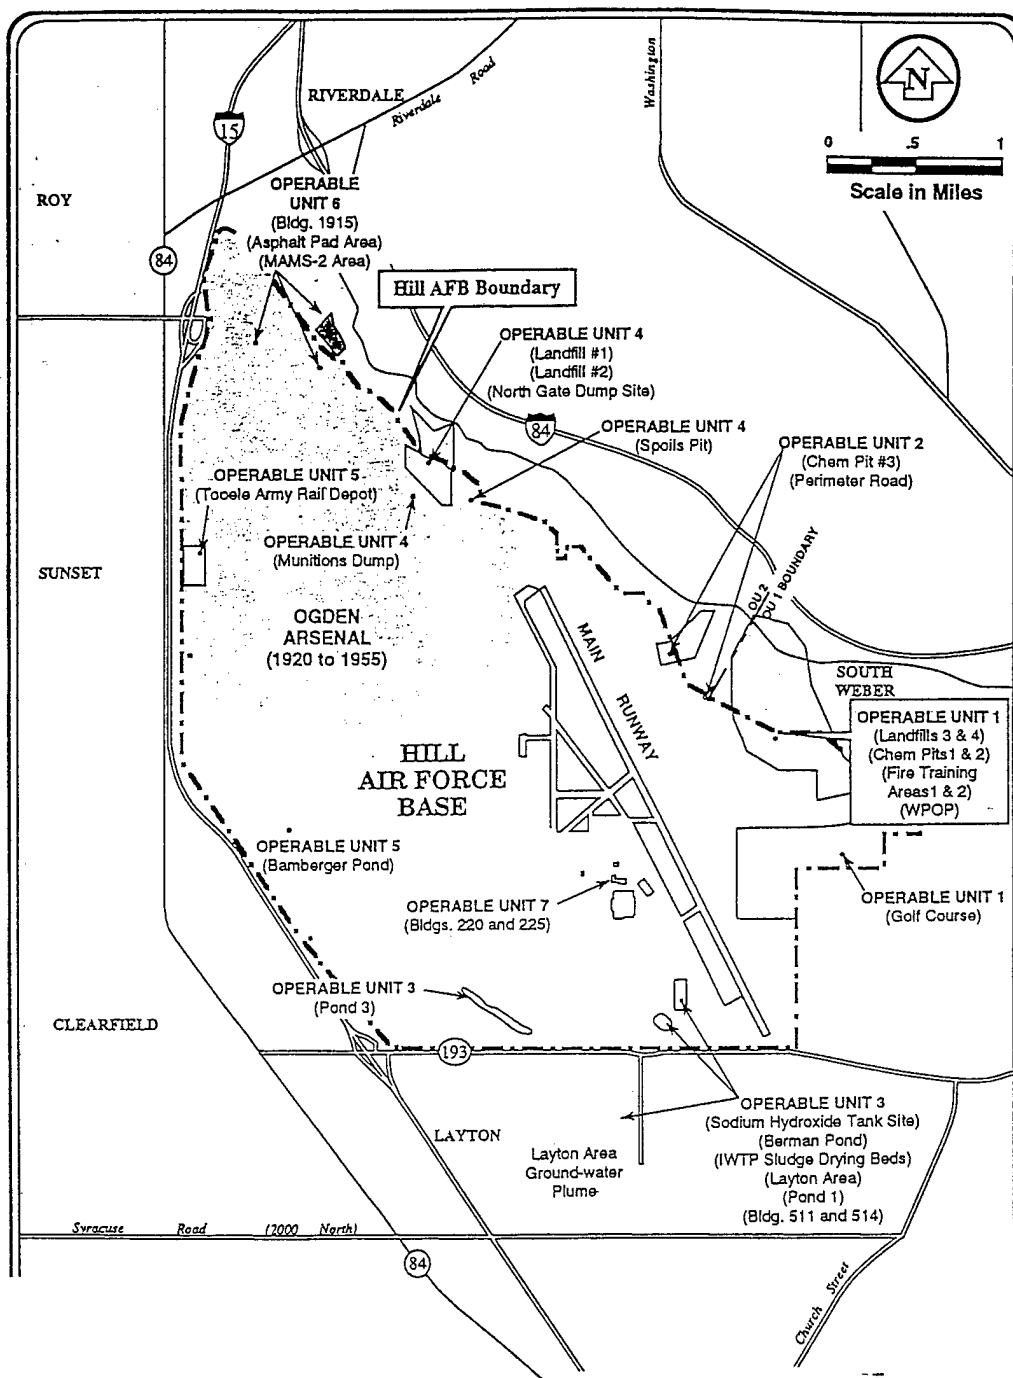 N
0 .5 1
Scale in Miles
Washington
RIVERDALE
Riverdale Road
15
ROY
84
OPERABLE
UNIT 6
(Bldg. 1915)
(Asphalt Pad Area)
(MAMS-2 Area)
Hill AFB Boundary
OPERABLE UNIT 4
(Landfill #1)
(Landfill #2)
(North Gate Dump Site)
84
OPERABLE UNIT 4
(Spoils Pit)
OPERABLE UNIT 2
(Chem Pit #3)
(Perimeter Road)
OPERABLE UNIT 5
(Tooele Army Rail Depot)
OPERABLE UNIT 4
(Munitions Dump)
SUNSET
OU 2
OU 1 BOUNDARY
OGDEN
ARSENAL
(1920 to 1955)
MAIN RUNWAY
SOUTH
WEBER
OPERABLE UNIT 1
(Landfills 3 & 4)
(Chem Pits1 & 2)
(Fire Training
Areas1 & 2)
(WPOP)
HILL
AIR FORCE
BASE
OPERABLE UNIT 5
(Bamberger Pond)
OPERABLE UNIT 7
(Bldgs. 220 and 225)
OPERABLE UNIT 1
(Golf Course)
OPERABLE UNIT 3
(Pond 3)
CLEARFIELD
193
LAYTON
Layton Area
Ground-water
Plume
OPERABLE UNIT 3
(Sodium Hydroxide Tank Site)
(Berman Pond)
(IWTP Sludge Drying Beds)
(Layton Area)
(Pond 1)
(Bldg. 511 and 514)
Syracuse Road (2000 North)
84
Church Street